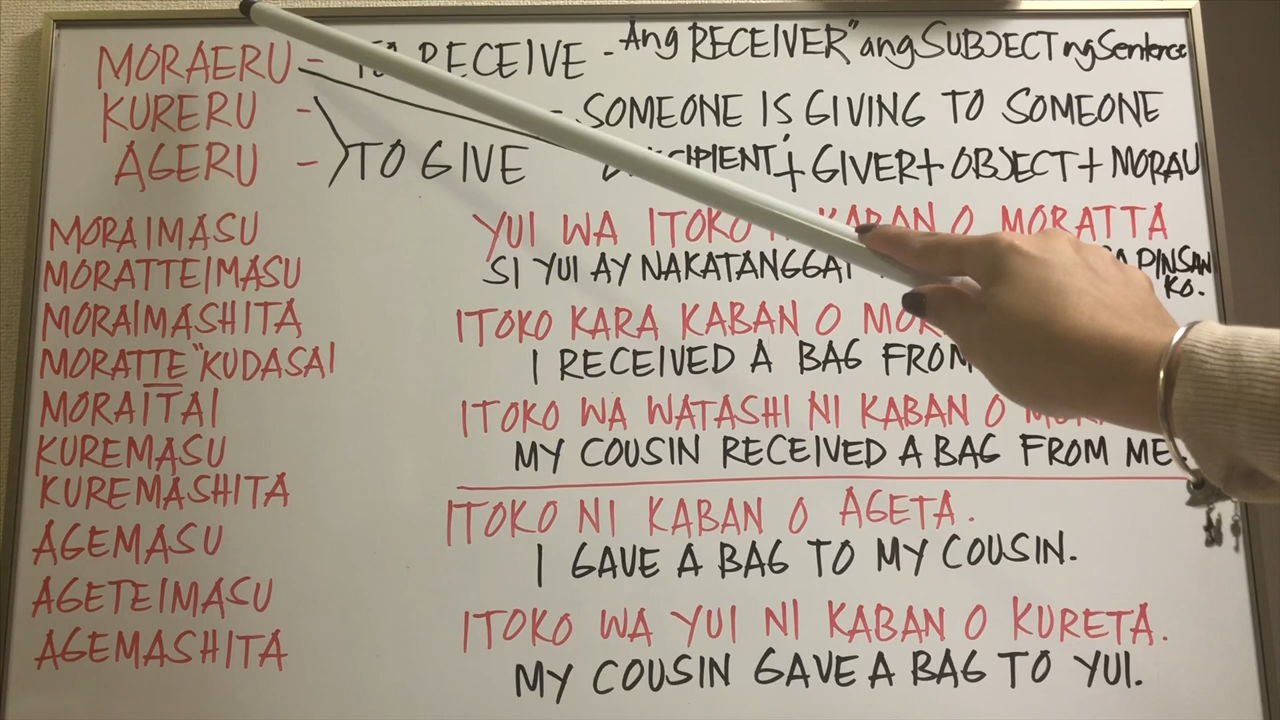 MORAERU - TO RECEIVE - Ang RECEIVER" ang SUBJECT ng Sentence
KURERU - - SOMEONE IS GIVING TO SOMEONE
AGERU - TO GIVE + GIVER + OBJECT + MORAU
MORAIMASU
MORATTEIMASU
MORAIMASHITA
MORATTE "KUDASAI
MORAITAI
KUREMASU
KUREMASHITA
AGEMASU
AGETEIMASU
AGEMASHITA
YUI WA ITOKO KABAN O MORATTA
SI YUI AY PINSAN
KO.
ITOKO KARA KABAN O
I RECEIVED A BAG FROM
ITOKO WA WATASHI NI KABAN O
MY COUSIN RECEIVED A BAG FROM ME.
ITOKO NI KABAN O AGETA.
I GAVE A BAG TO MY COUSIN.
ITOKO WA YUI NI KABAN O KURETA.
MY COUSIN GAVE A BAG TO YUI.